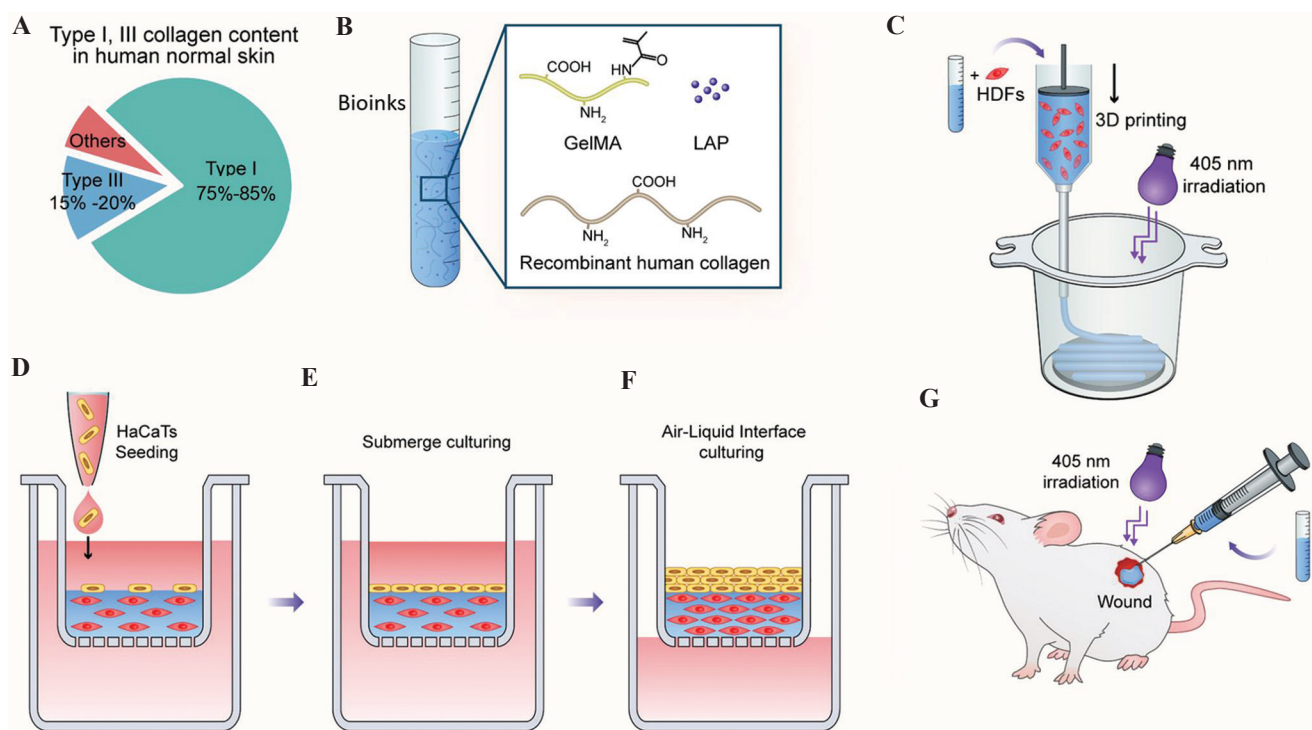 A
Type I, III collagen content
in human normal skin
Others
Type III
15% -20%
Type I
75%-85%
B
Bioinks
COOH
HN
O
NH2
GelMA
LAP
COOH
NH2
NH2
Recombinant human collagen
C
+
HDFs
3D printing
405 nm
irradiation
D
HaCaTs
Seeding
E
Submerge culturing
F
Air-Liquid Interface
culturing
G
405 nm
irradiation
Wound